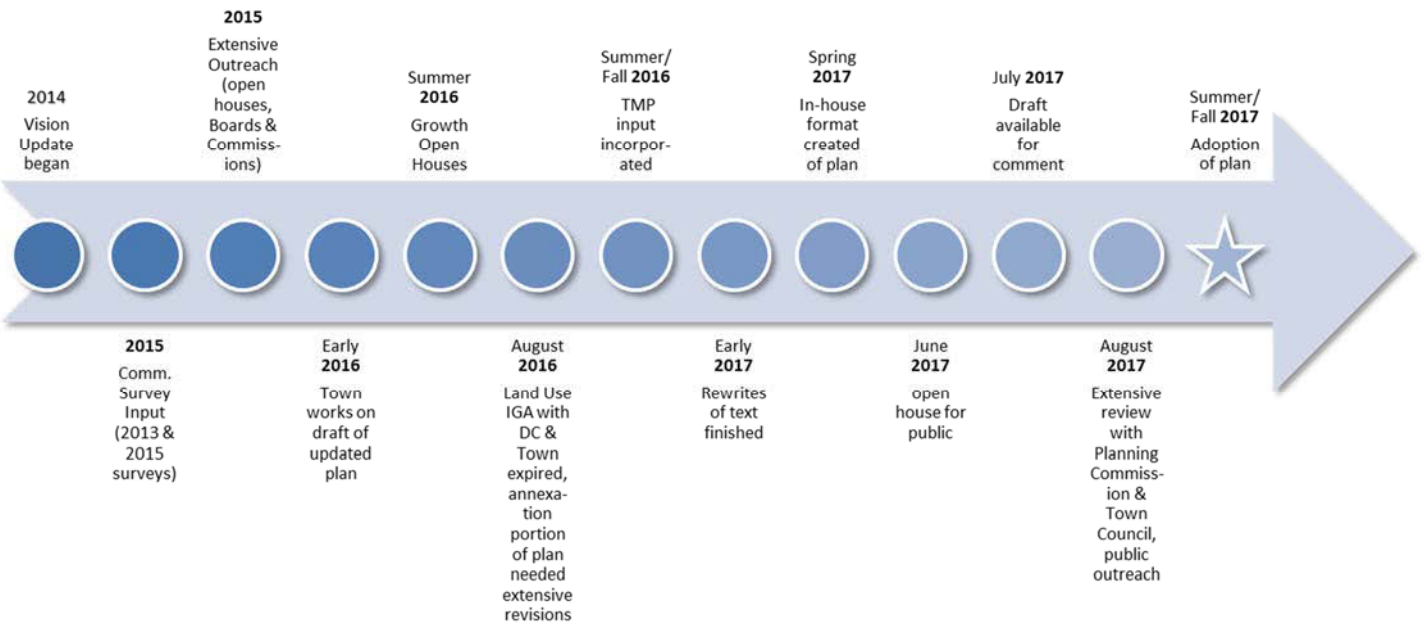 2014
Vision
Update
began
2015
Comm.
Survey
Input
(2013 &
2015
surveys)
2015
Extensive
Outreach
(open
houses,
Boards &
Commiss-
ions)
Early
2016
Town
works on
draft of
updated
plan
Summer
2016
Growth
Open
Houses
August
2016
Land Use
IGA with
DC &
Town
expired,
annexa-
tion
portion
of plan
needed
extensive
revisions
Summer/
Fall 2016
TMP
input
incorpor-
ated
Early
2017
Rewrites
of text
finished
Spring
2017
In-house
format
created
of plan
June
2017
open
house for
public
July 2017
Draft
available
for
comment
August
2017
Extensive
review
with
Planning
Commiss-
ion &
Town
Council,
public
outreach
Summer/
Fall 2017
Adoption
of plan